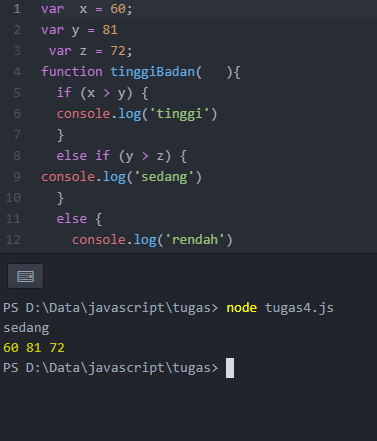 1 var  x = 60;
2 var y = 81
3  var z = 72;
4 function tinggiBadan(   ){
5   if (x > y) {
6   console.log('tinggi')
7   }
8   else if (y > z) {
9 console.log('sedang')
10   }
11   else {
12     console.log('rendah')
PS D:\Data\javascript\tugas> node tugas4.js
sedang
60 81 72
PS D:\Data\javascript\tugas>